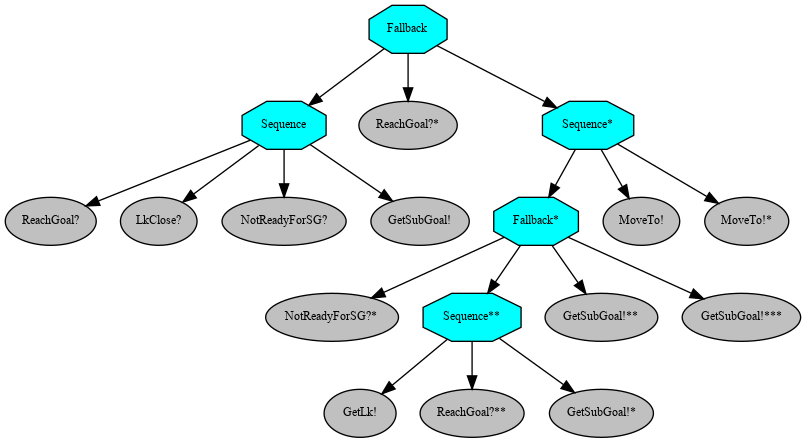 Fallback
Sequence
ReachGoal?*
Sequence*
ReachGoal?
LkClose?
NotReadyForSG?
GetSubGoal!
Fallback*
MoveTo!
MoveTo!*
NotReadyForSG?*
Sequence**
GetSubGoal!**
GetSubGoal!***
GetLk!
ReachGoal?**
GetSubGoal!*